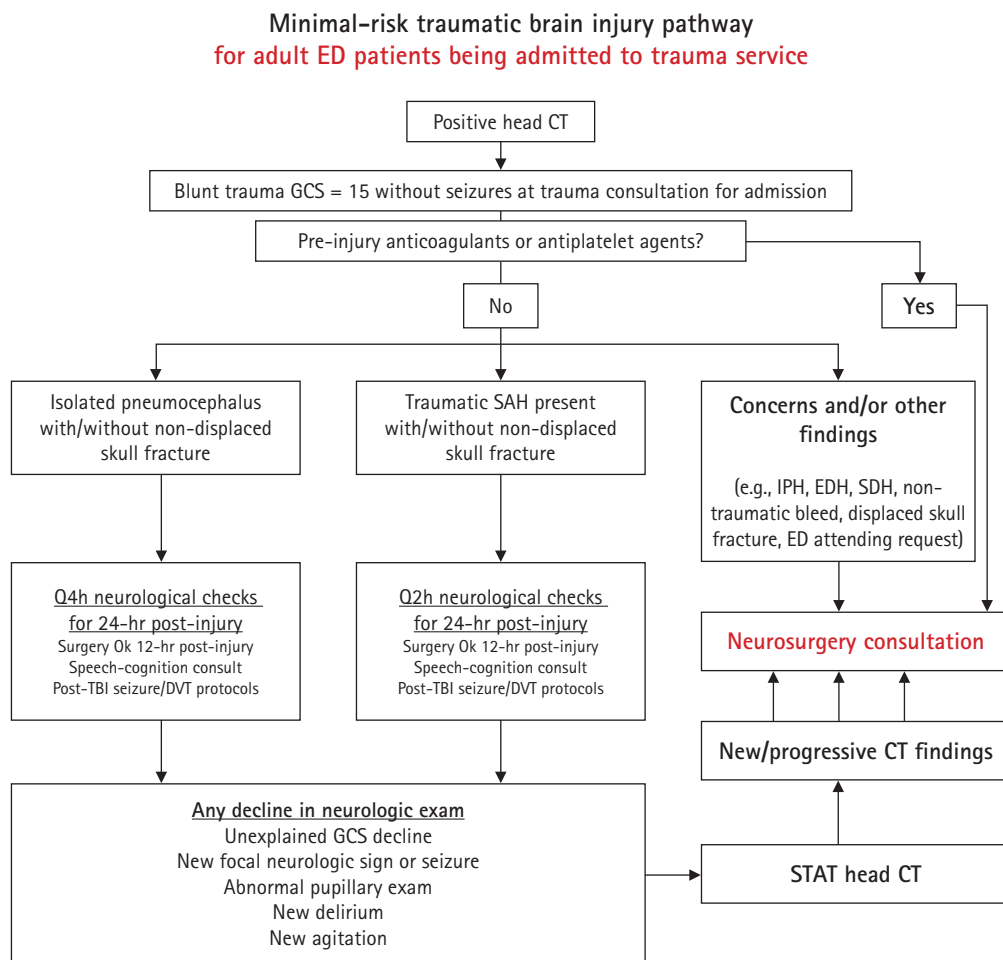 Minimal-risk traumatic brain injury pathway
for adult ED patients being admitted to trauma service
Positive head CT
Blunt trauma GCS = 15 without seizures at trauma consultation for admission
Pre-injury anticoagulants or antiplatelet agents?
No
Yes
Isolated pneumocephalus
with/without non-displaced
skull fracture
Traumatic SAH present
with/without non-displaced
skull fracture
Concerns and/or other
findings
(e.g., IPH, EDH, SDH, non-
traumatic bleed, displaced skull
fracture, ED attending request)
Q4h neurological checks
for 24-hr post-injury
Surgery Ok 12-hr post-injury
Speech-cognition consult
Post-TBI seizure/DVT protocols
Q2h neurological checks
for 24-hr post-injury
Surgery Ok 12-hr post-injury
Speech-cognition consult
Post-TBI seizure/DVT protocols
Neurosurgery consultation
New/progressive CT findings
Any decline in neurologic exam
Unexplained GCS decline
New focal neurologic sign or seizure
Abnormal pupillary exam
New delirium
New agitation
STAT head CT